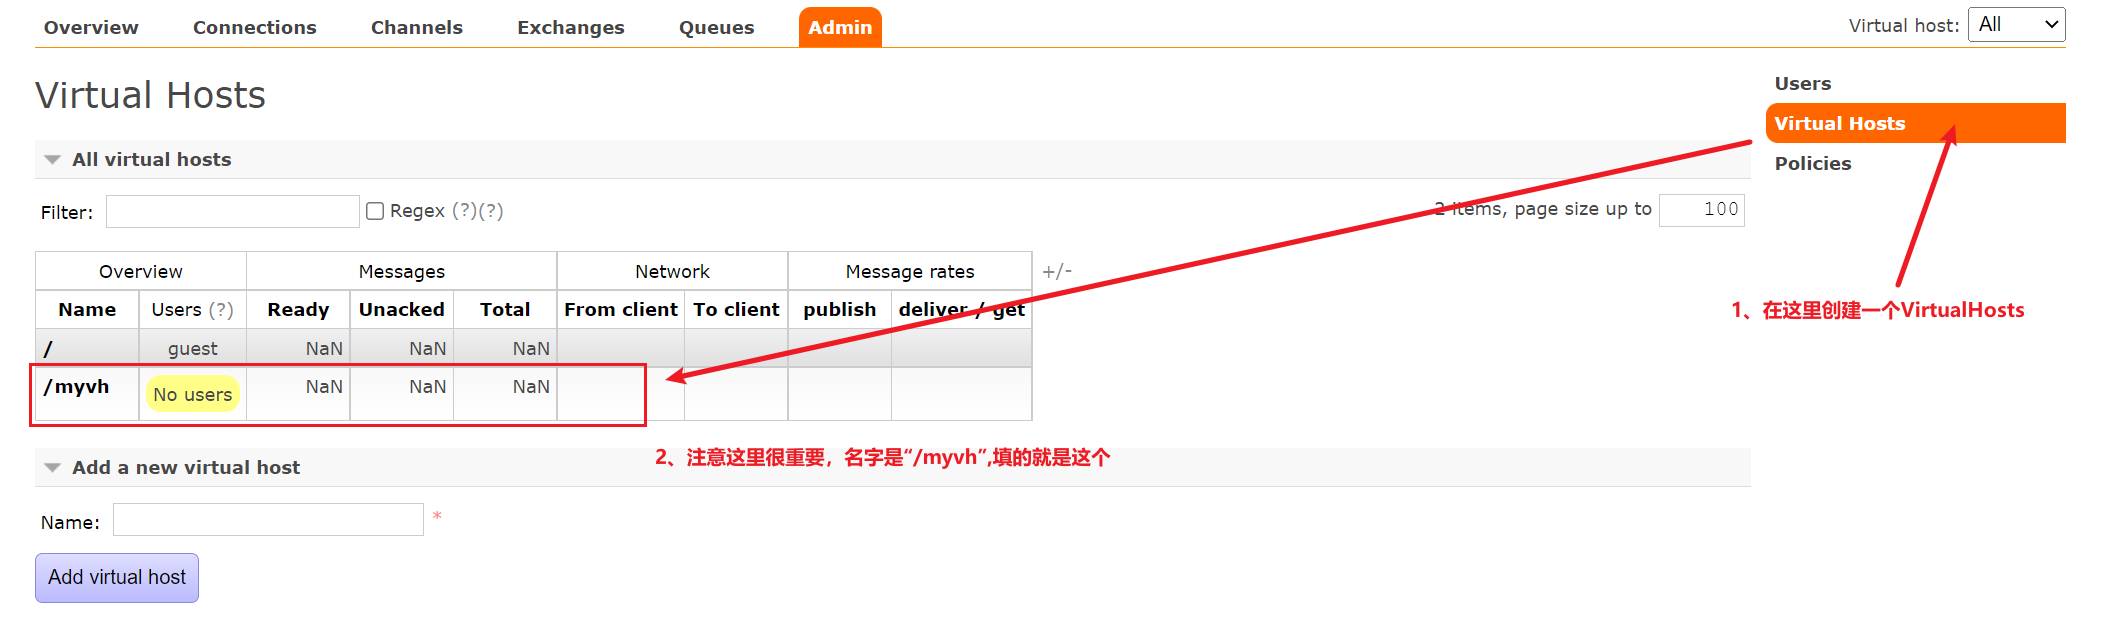 Overview Connections Channels Exchanges Queues Admin Virtual host: All
Users
Virtual Hosts
Policies
Virtual Hosts
All virtual hosts
Filter: Regex (?)(?) 2 items, page size up to 100
Overview Messages Network Message rates +/-
Name Users (?) Ready Unacked Total From client To client publish deliver / get
/ guest NaN NaN NaN
/myvh No users NaN NaN NaN
1、在这里创建一个VirtualHosts
2、注意这里很重要，名字是“/myvh”,填的就是这个
Add a new virtual host
Name: *
Add virtual host